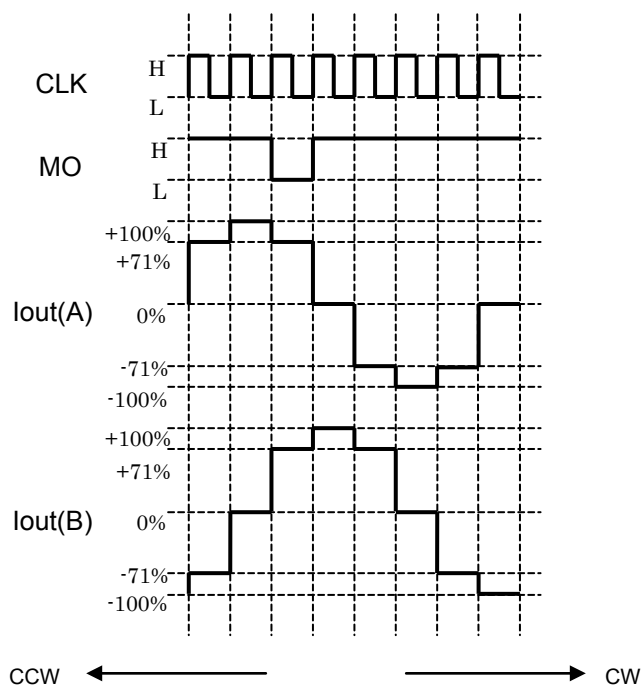 CLK
H
L
MO
H
L
Iout(A)
+100%
+71%
0%
-71%
-100%
Iout(B)
+100%
+71%
0%
-71%
-100%
CCW
CW